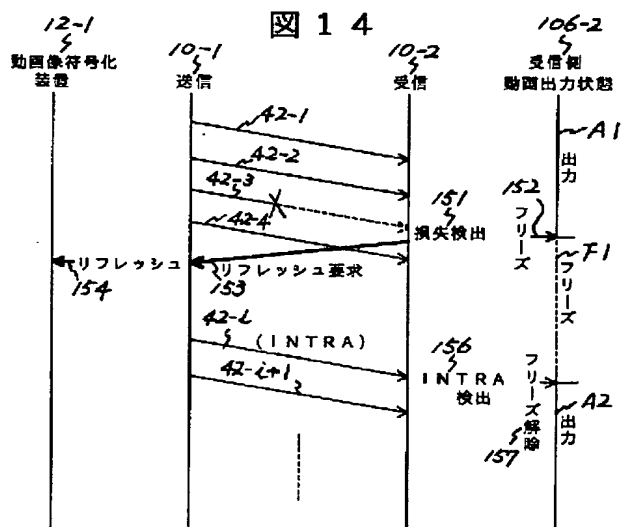 図14
12-1
動画像符号化
装置
10-1
送信
10-2
受信
106-2
受信側
動画出力状態
42-1
42-2
42-3
42-4
A1
出力
151
損失検出
152
フリーズ
F1
フリーズ
リフレッシュ
154
リフレッシュ要求
153
42-i
(INTRA)
42-i+1
156
INTRA
検出
フリーズ解除
157
A2
出力